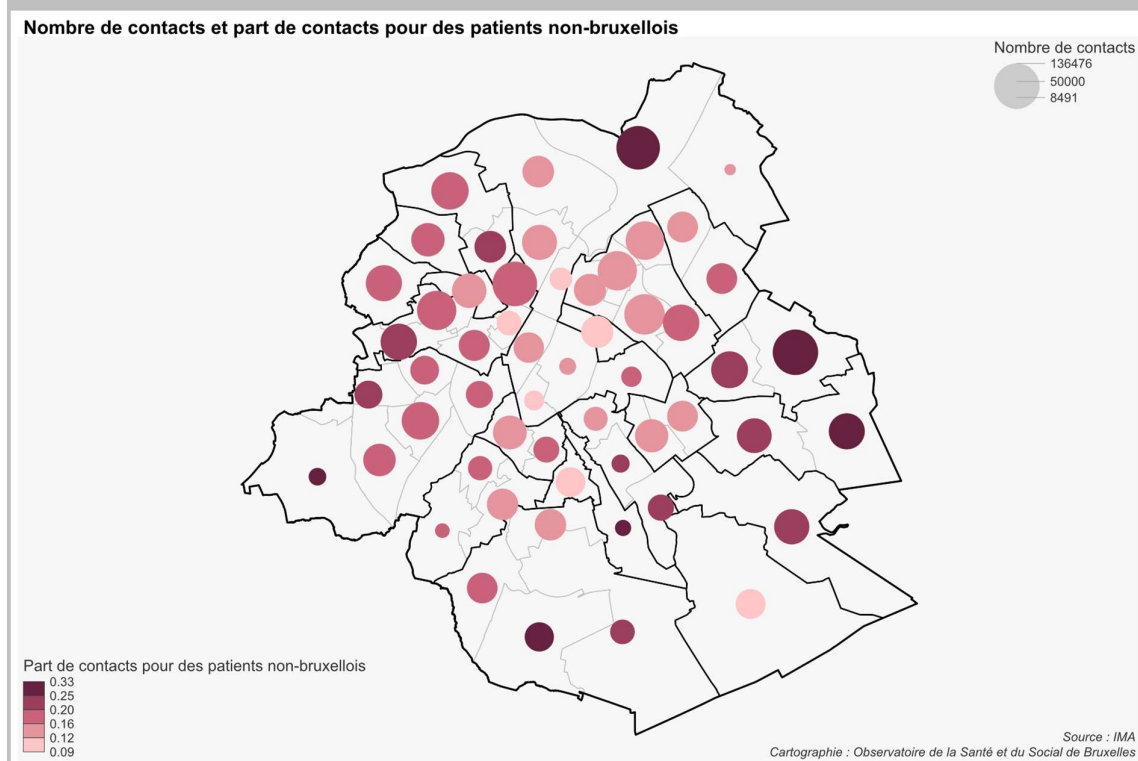 Nombre de contacts et part de contacts pour des patients non-bruxellois
Nombre de contacts
136476
50000
8491
Part de contacts pour des patients non-bruxellois
0.33
0.25
0.20
0.16
0.12
0.09
Source : IMA
Cartographie : Observatoire de la Santé et du Social de Bruxelles